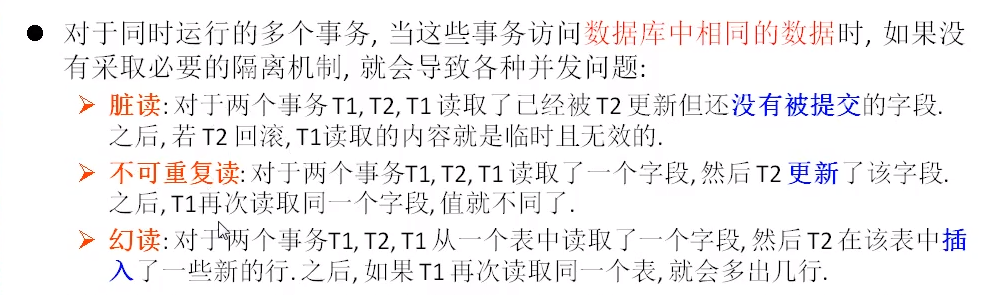 ● 对于同时运行的多个事务, 当这些事务访问数据库中相同的数据时, 如果没
有采取必要的隔离机制, 就会导致各种并发问题:
➢ 脏读: 对于两个事务 T1, T2, T1 读取了已经被 T2 更新但还没有被提交的字段.
之后, 若 T2 回滚, T1读取的内容就是临时且无效的.
➢ 不可重复读: 对于两个事务T1, T2, T1 读取了一个字段, 然后 T2 更新了该字段.
之后, T1再次读取同一个字段, 值就不同了.
➢ 幻读: 对于两个事务T1, T2, T1 从一个表中读取了一个字段, 然后 T2 在该表中插
入了一些新的行. 之后, 如果 T1 再次读取同一个表, 就会多出几行.